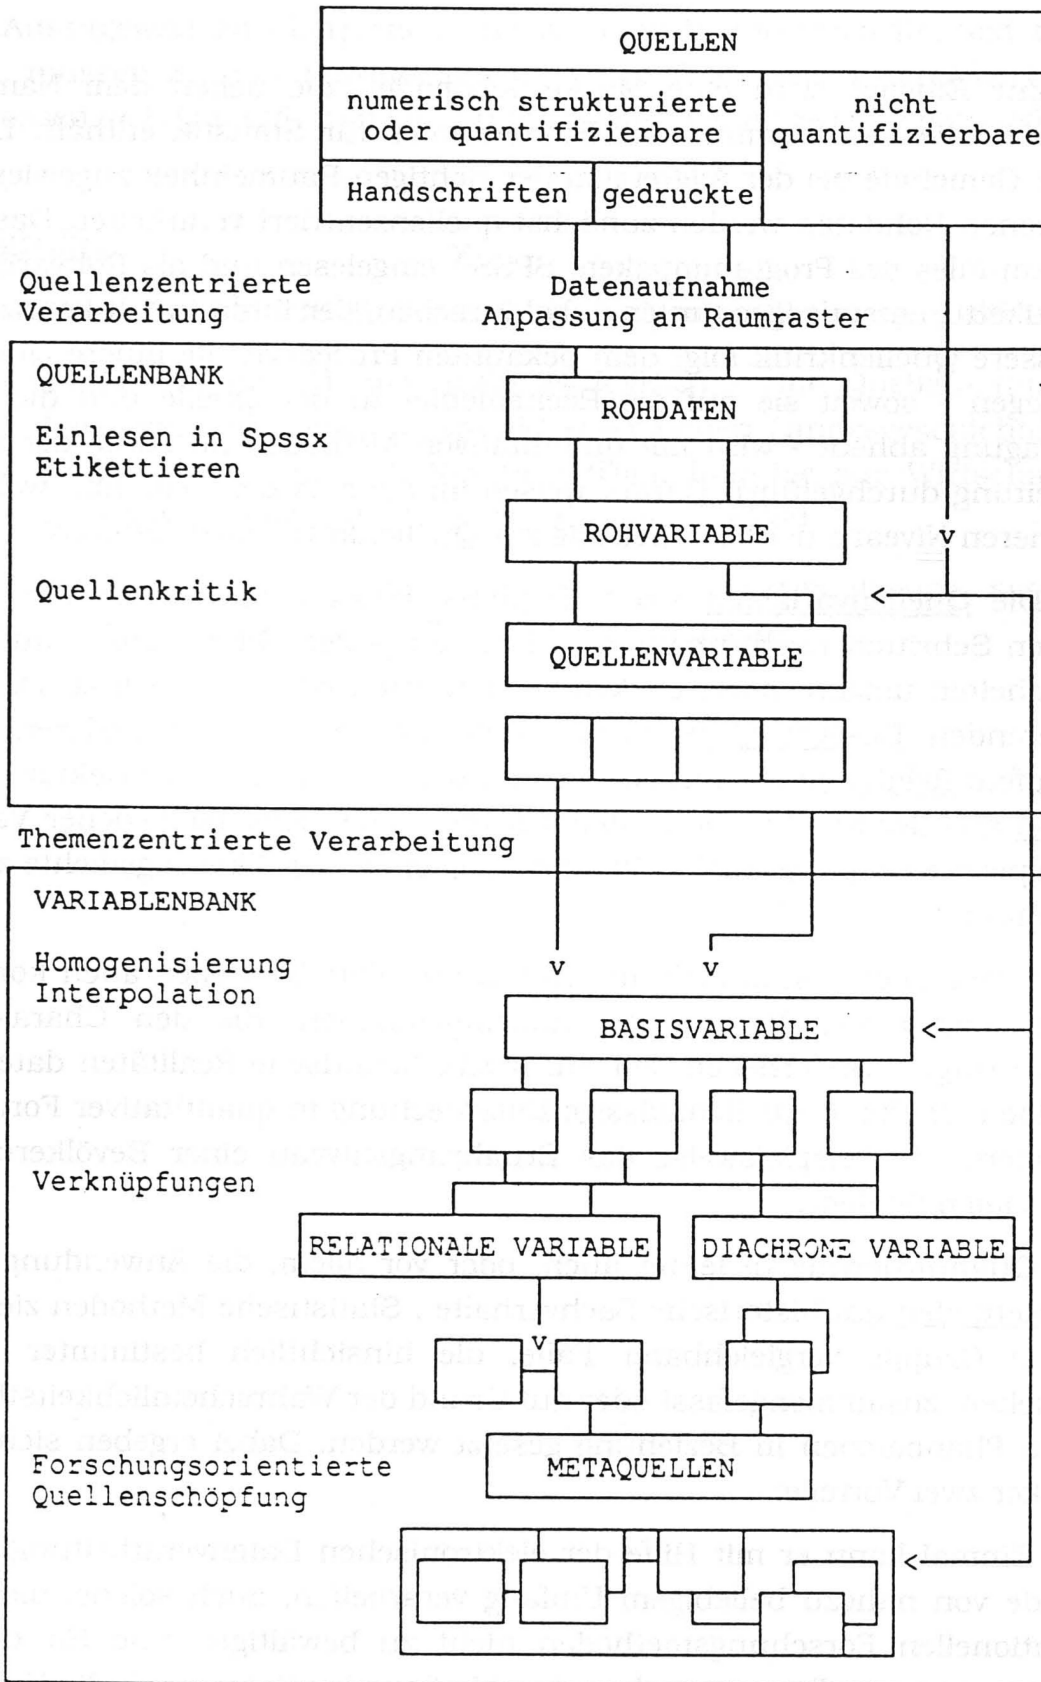 QUELLEN
numerisch strukturierte
oder quantifizierbare
nicht
quantifizierbare
Handschriften
gedruckte
Quellenzentrierte
Verarbeitung
Datenaufnahme
Anpassung an Raumraster
QUELLENBANK
ROHDATEN
Einlesen in Spssx
Etikettieren
ROHVARIABLE
v
Quellenkritik
<
QUELLENVARIABLE
Themenzentrierte Verarbeitung
VARIABLENBANK
Homogenisierung
Interpolation
v v
BASISVARIABLE
<
Verknüpfungen
RELATIONALE VARIABLE
DIACHRONE VARIABLE
v
Forschungsorientierte
Quellenschöpfung
METAQUELLEN
<